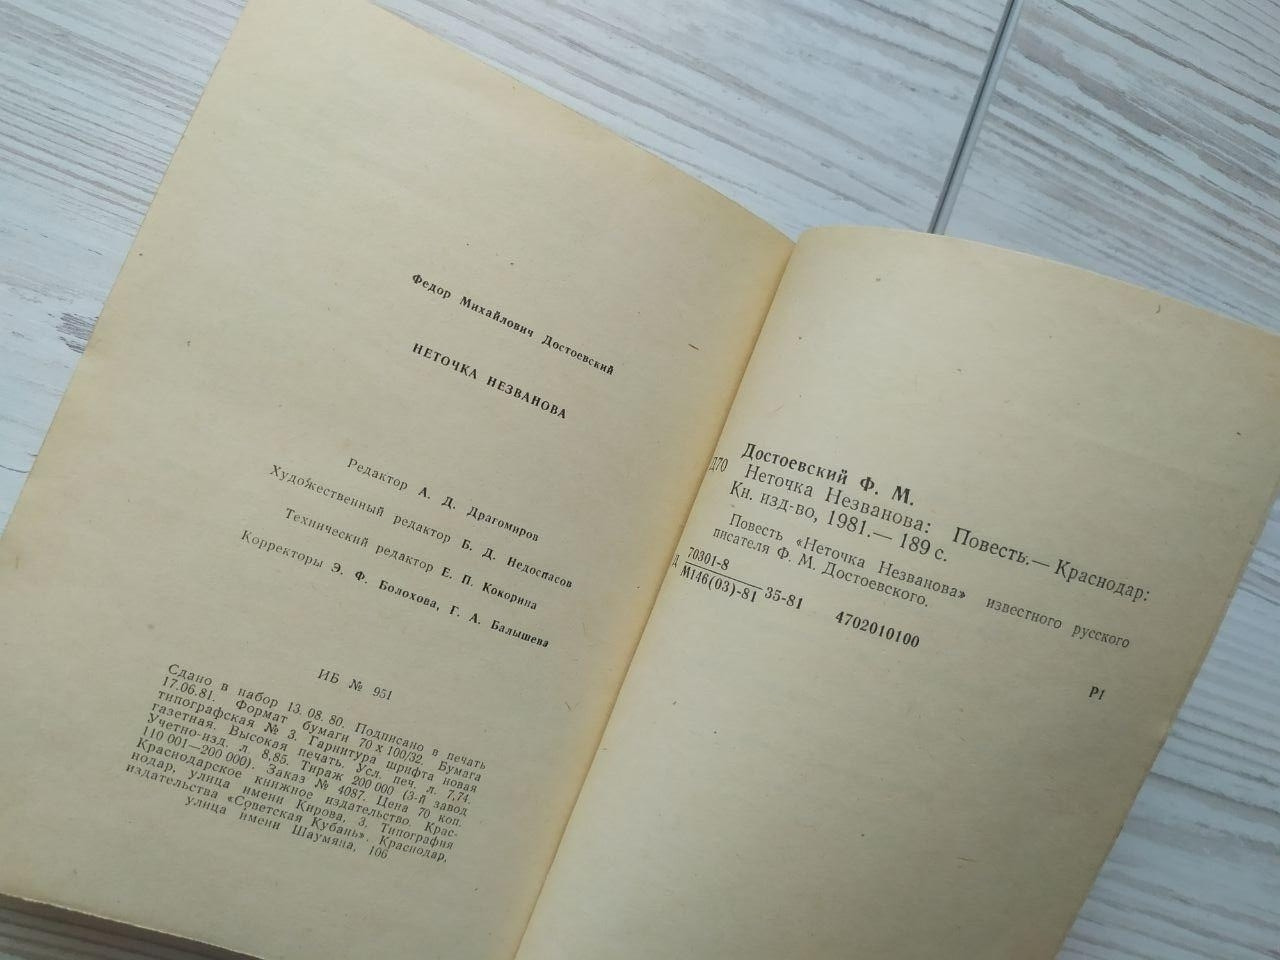 Федор Михайлович Достоевский
НЕТОЧКА НЕЗВАНОВА
Редактор А. Д. Драгомиров
Художественный редактор Б. Д. Недоспасов
Технический редактор Е. П. Кокорина
Корректоры Э. Ф. Болохова, Г. А. Балышева
ИБ № 951
Сдано в набор 13. 08. 80. Подписано в печать
17.06.81. Формат бумаги 70 x 100/32. Бумага
типографская № 3. Гарнитура шрифта новая
газетная. Высокая печать. Усл. печ. л. 7,74.
Учетно-изд. л. 8,85. Тираж 200 000 (3-й завод
110 001—200 000). Заказ № 4087. Цена 70 коп.
Краснодарское книжное издательство. Крас-
нодар, улица имени Кирова, 3. Типография
издательства «Советская Кубань». Краснодар,
улица имени Шаумяна, 106
Достоевский Ф. М.
Д70 Неточка Незванова: Повесть.— Краснодар:
Кн. изд-во, 1981.— 189 с.
Повесть «Неточка Незванова» известного русского
писателя Ф. М. Достоевского.
Д 70301-8
М146(03)-81 35-81 4702010100
Р1